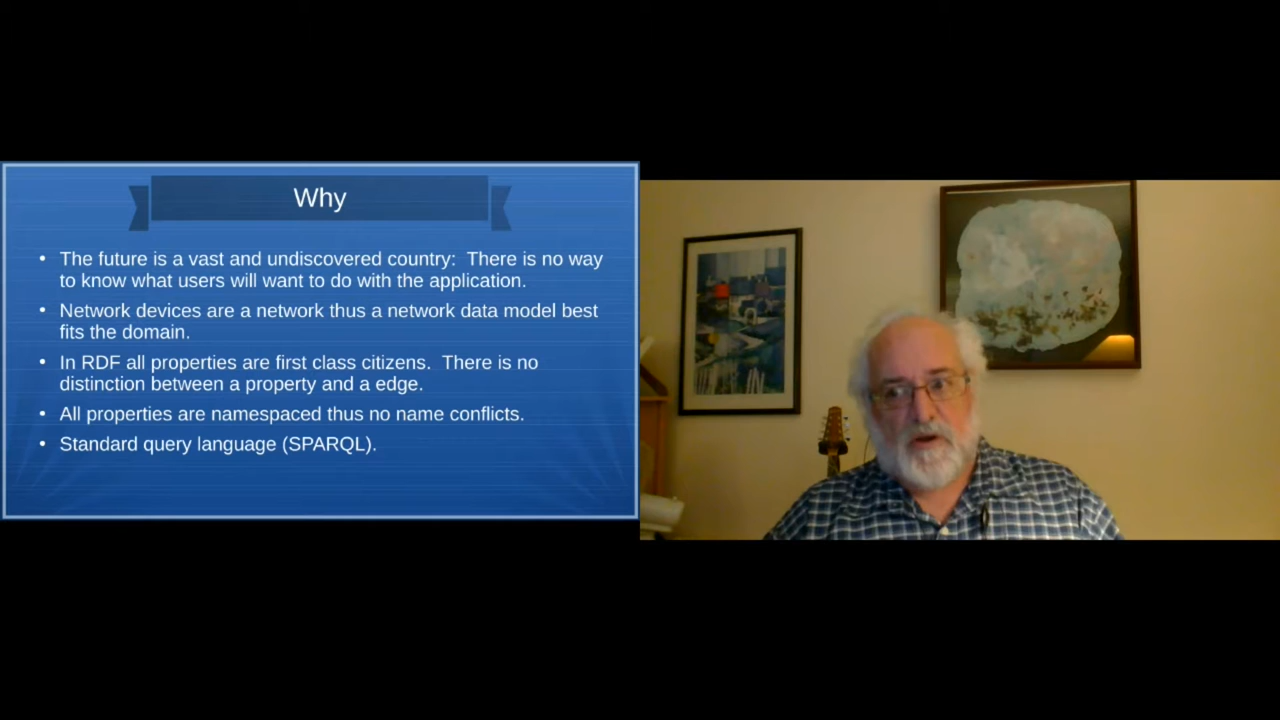 Why
The future is a vast and undiscovered country:  There is no way
to know what users will want to do with the application.
Network devices are a network thus a network data model best
fits the domain.
In RDF all properties are first class citizens.  There is no
distinction between a property and a edge.
All properties are namespaced thus no name conflicts.
Standard query language (SPARQL).